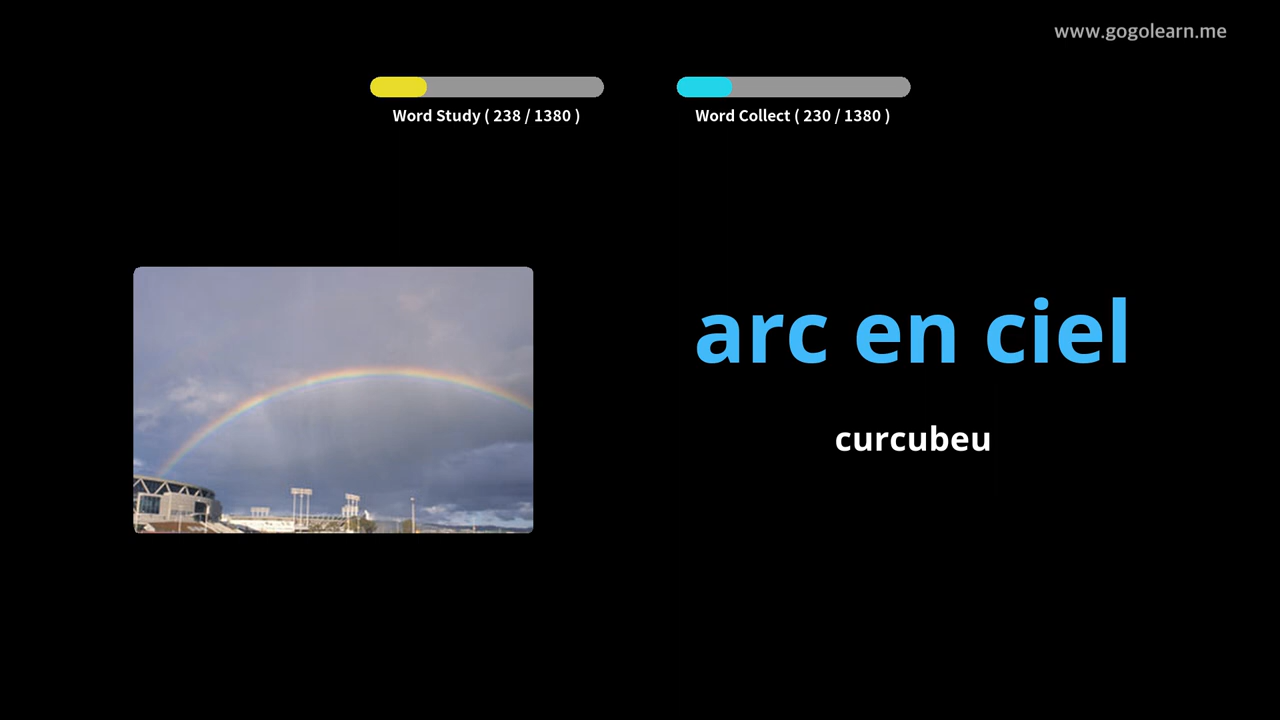 www.gogolearn.me
Word Study ( 238 / 1380 )
Word Collect ( 230 / 1380 )
arc en ciel
curcubeu